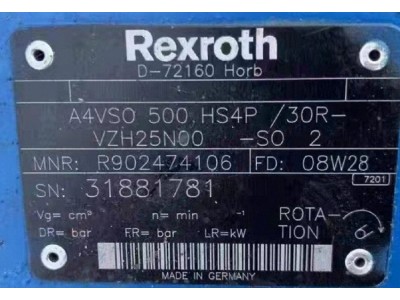 Rexroth
D-72160 Horb
A4VSO 500 HS4P /30R-
VZH25N00 -SO 2
MNR: R902474106 FD: 08W28
SN: 31881781 7201
Vg= cm³ n= min⁻¹ ROTA-
DR= bar FR= bar LR=kW TION
MADE IN GERMANY